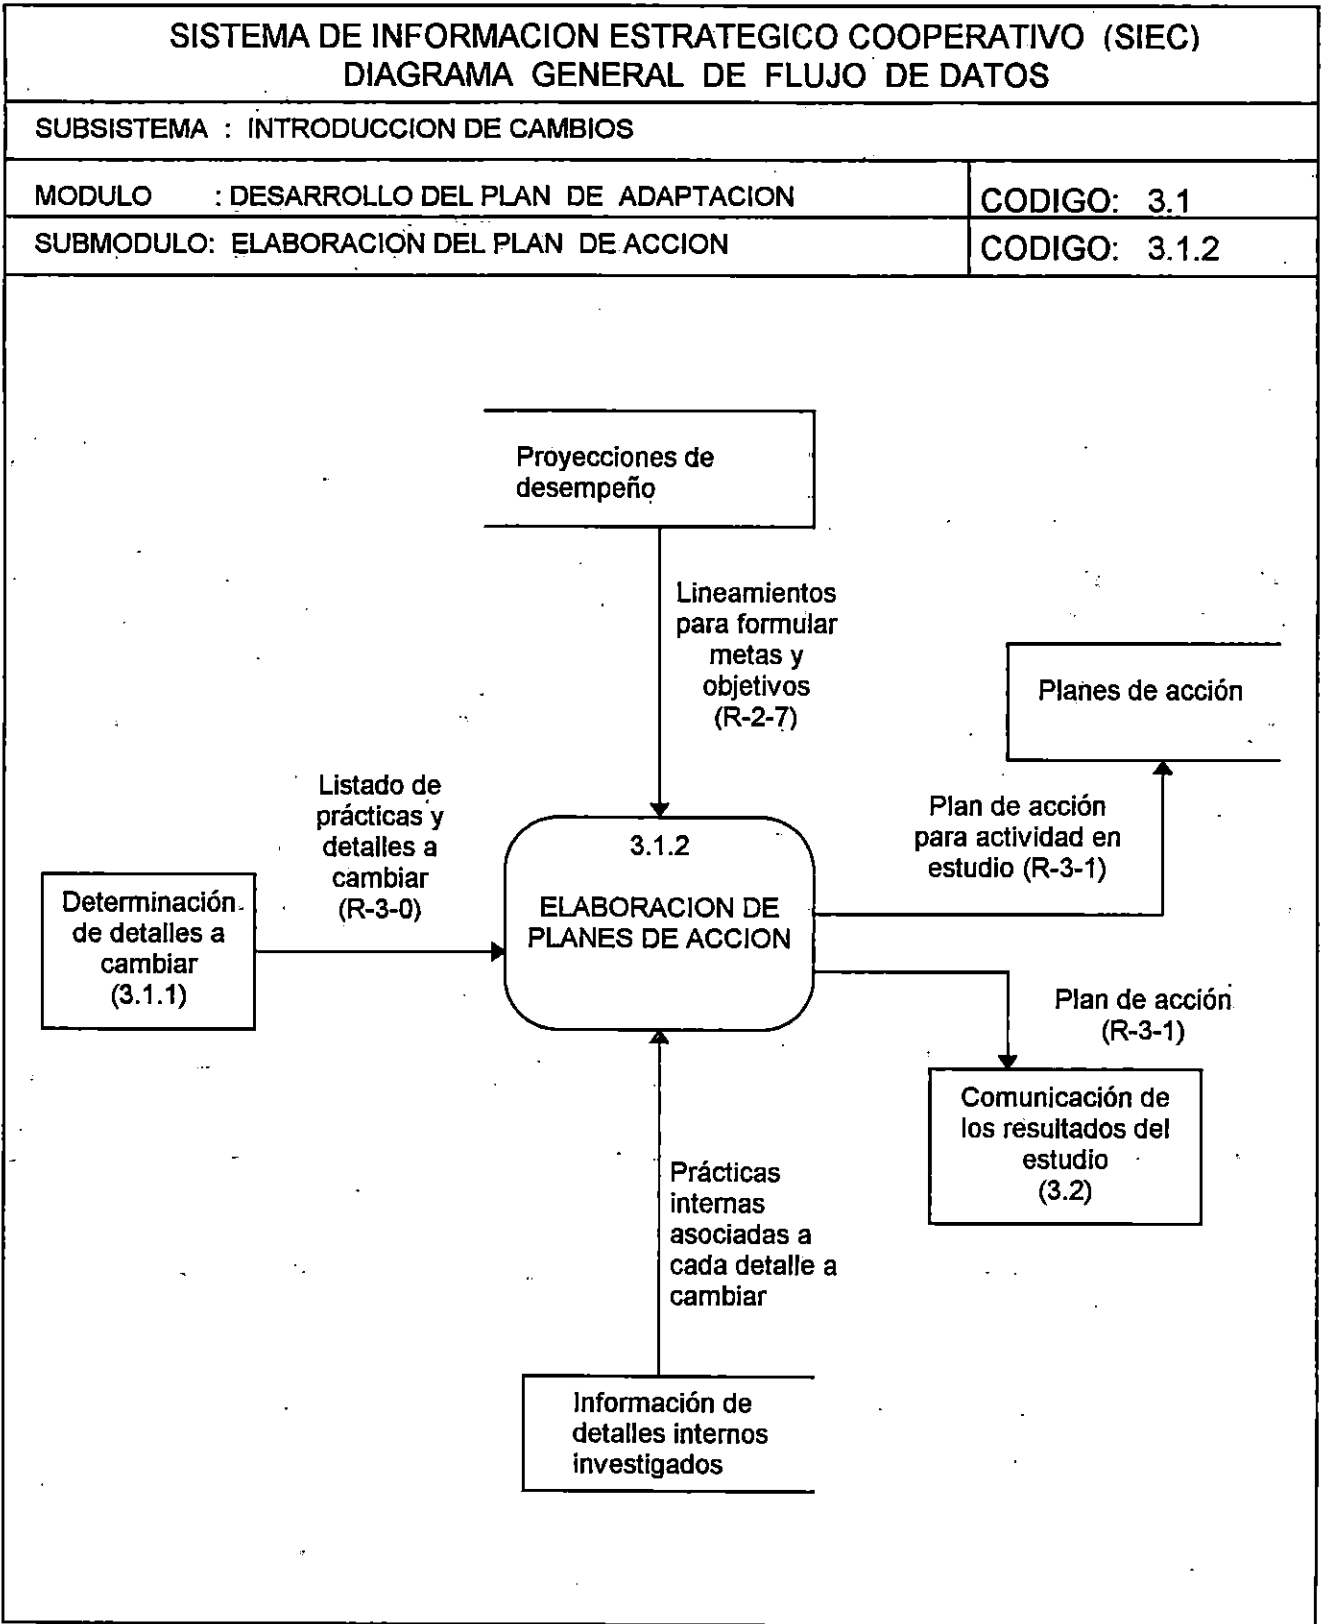 SISTEMA DE INFORMACION ESTRATEGICO COOPERATIVO (SIEC)
DIAGRAMA GENERAL DE FLUJO DE DATOS
SUBSISTEMA : INTRODUCCION DE CAMBIOS
MODULO : DESARROLLO DEL PLAN DE ADAPTACION
CODIGO: 3.1
SUBMODULO: ELABORACION DEL PLAN DE ACCION
CODIGO: 3.1.2
Proyecciones de
desempeño
Lineamientos
para formular
metas y
objetivos
(R-2-7)
Planes de acción
Listado de
prácticas y
detalles a
cambiar
(R-3-0)
Plan de acción
para actividad en
estudio (R-3-1)
Determinación
de detalles a
cambiar
(3.1.1)
3.1.2
ELABORACION DE
PLANES DE ACCION
Plan de acción
(R-3-1)
Comunicación de
los resultados del
estudio
(3.2)
Prácticas
internas
asociadas a
cada detalle a
cambiar
Información de
detalles internos
investigados